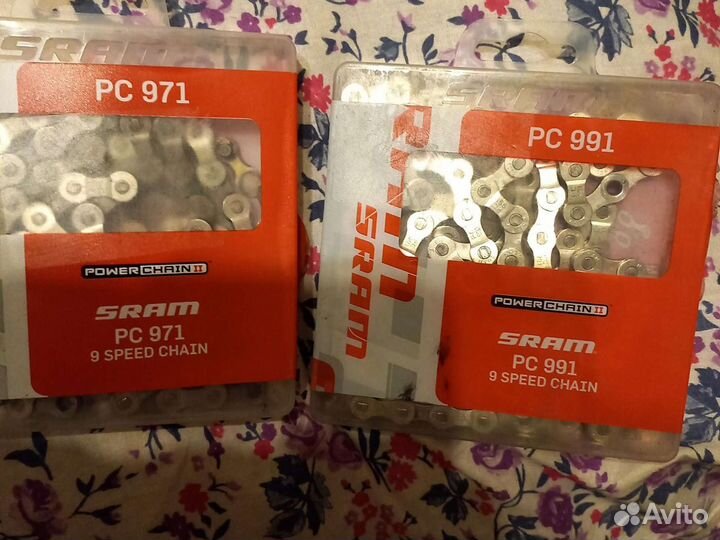 SRAM
PC 971
POWERCHAIN II
SRAM
PC 971
9 SPEED CHAIN
SRAM
PC 991
SRAM
POWERCHAIN II
SRAM
PC 991
9 SPEED CHAIN
Avito